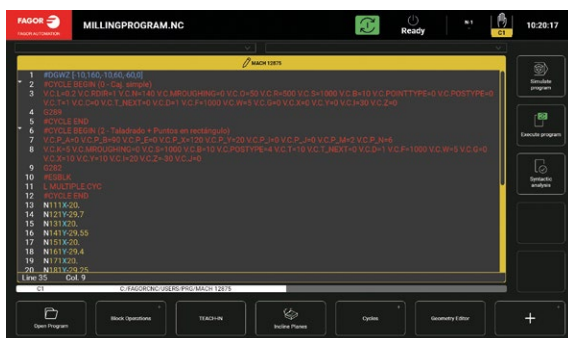 FAGOR
FAGOR AUTOMATION
MILLINGPROGRAM.NC
Ready
N:1
C1
10:20:17
MACH 12875
1 #DGWZ [-10,160,-10,60,-60,0]
2 #CYCLE BEGIN (0 - Caj. simple)
3 V.C.L=0.2 V.C.PDIR=1 V.C.N=140 V.C.MROUGHING=0 V.C.O=50 V.C.R=500 V.C.S=1000 V.C.B=10 V.C.POINTTYPE=0 V.C.POSTYPE=0
V.C.T=1 V.C.C=0 V.C.T_NEXT=0 V.C.D=1 V.C.F=1000 V.C.W=5 V.C.G=0 V.C.X=0 V.C.Y=0 V.C.H=30 V.C.Z=0
4 G289
5 #CYCLE END
6 #CYCLE BEGIN (2 - Taladrado + Puntos en rectángulo)
7 V.C.P_A=0 V.C.P_B=90 V.C.P_E=0 V.C.P_X=120 V.C.P_Y=20 V.C.P_I=0 V.C.P_J=0 V.C.P_M=2 V.C.P_N=6
8 V.C.K=5 V.C.MROUGHING=0 V.C.S=1000 V.C.B=10 V.C.POSTYPE=4 V.C.T=10 V.C.T_NEXT=0 V.C.D=1 V.C.F=1000 V.C.W=5 V.C.G=0
V.C.X=10 V.C.Y=10 V.C.I=20 V.C.Z=-30 V.C.J=0
9 G282
10 #ESBLK
11 L MULTIPLE.CYC
12 #CYCLE END
13 N111X-20.
14 N121Y-29.7
15 N131X20.
16 N141Y-29.55
17 N151X-20.
18 N161Y-29.4
19 N171X20.
20 N181Y-29.25
Line 35 Col. 9
C1 C:/FAGORCNC/USERS/PRG/MACH 12875
Simulate program
Execute program
Syntactic analysis
Open Program
Block Operations
TEACH-IN
Incline Planes
Cycles
Geometry Editor
+